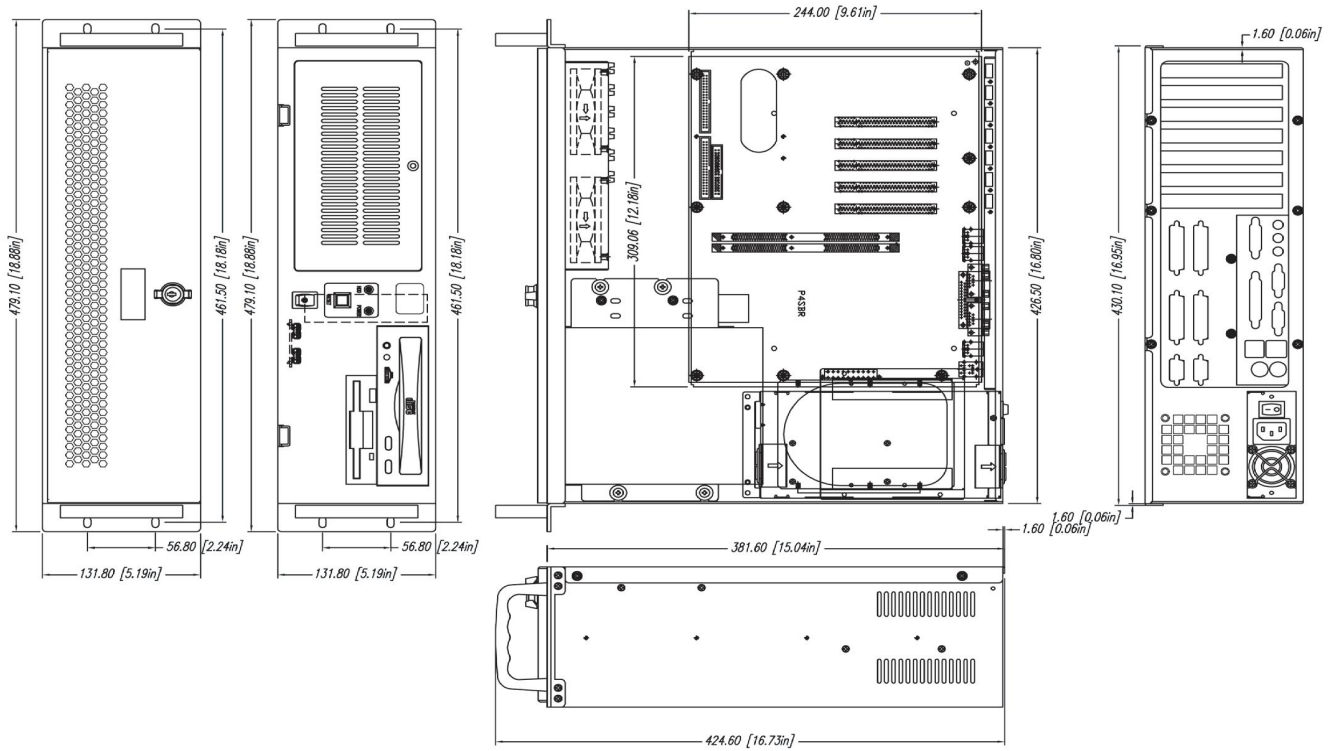 244.00 [9.61in]
1.60 [0.06in]
479.10 [18.88in]
461.50 [18.18in]
479.10 [18.88in]
461.50 [18.18in]
309.06 [12.18in]
426.50 [16.80in]
430.10 [16.95in]
P4S8R
RESET
HDD
POWER
56.80 [2.24in]
56.80 [2.24in]
131.80 [5.19in]
131.80 [5.19in]
1.60 [0.06in]
1.60 [0.06in]
381.60 [15.04in]
424.60 [16.73in]